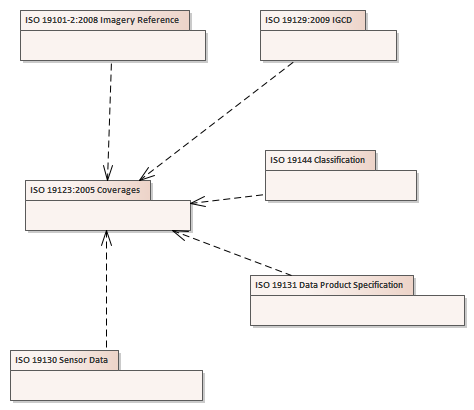 ISO 19101-2:2008 Imagery Reference
ISO 19129:2009 IGCD
ISO 19144 Classification
ISO 19123:2005 Coverages
ISO 19131 Data Product Specification
ISO 19130 Sensor Data